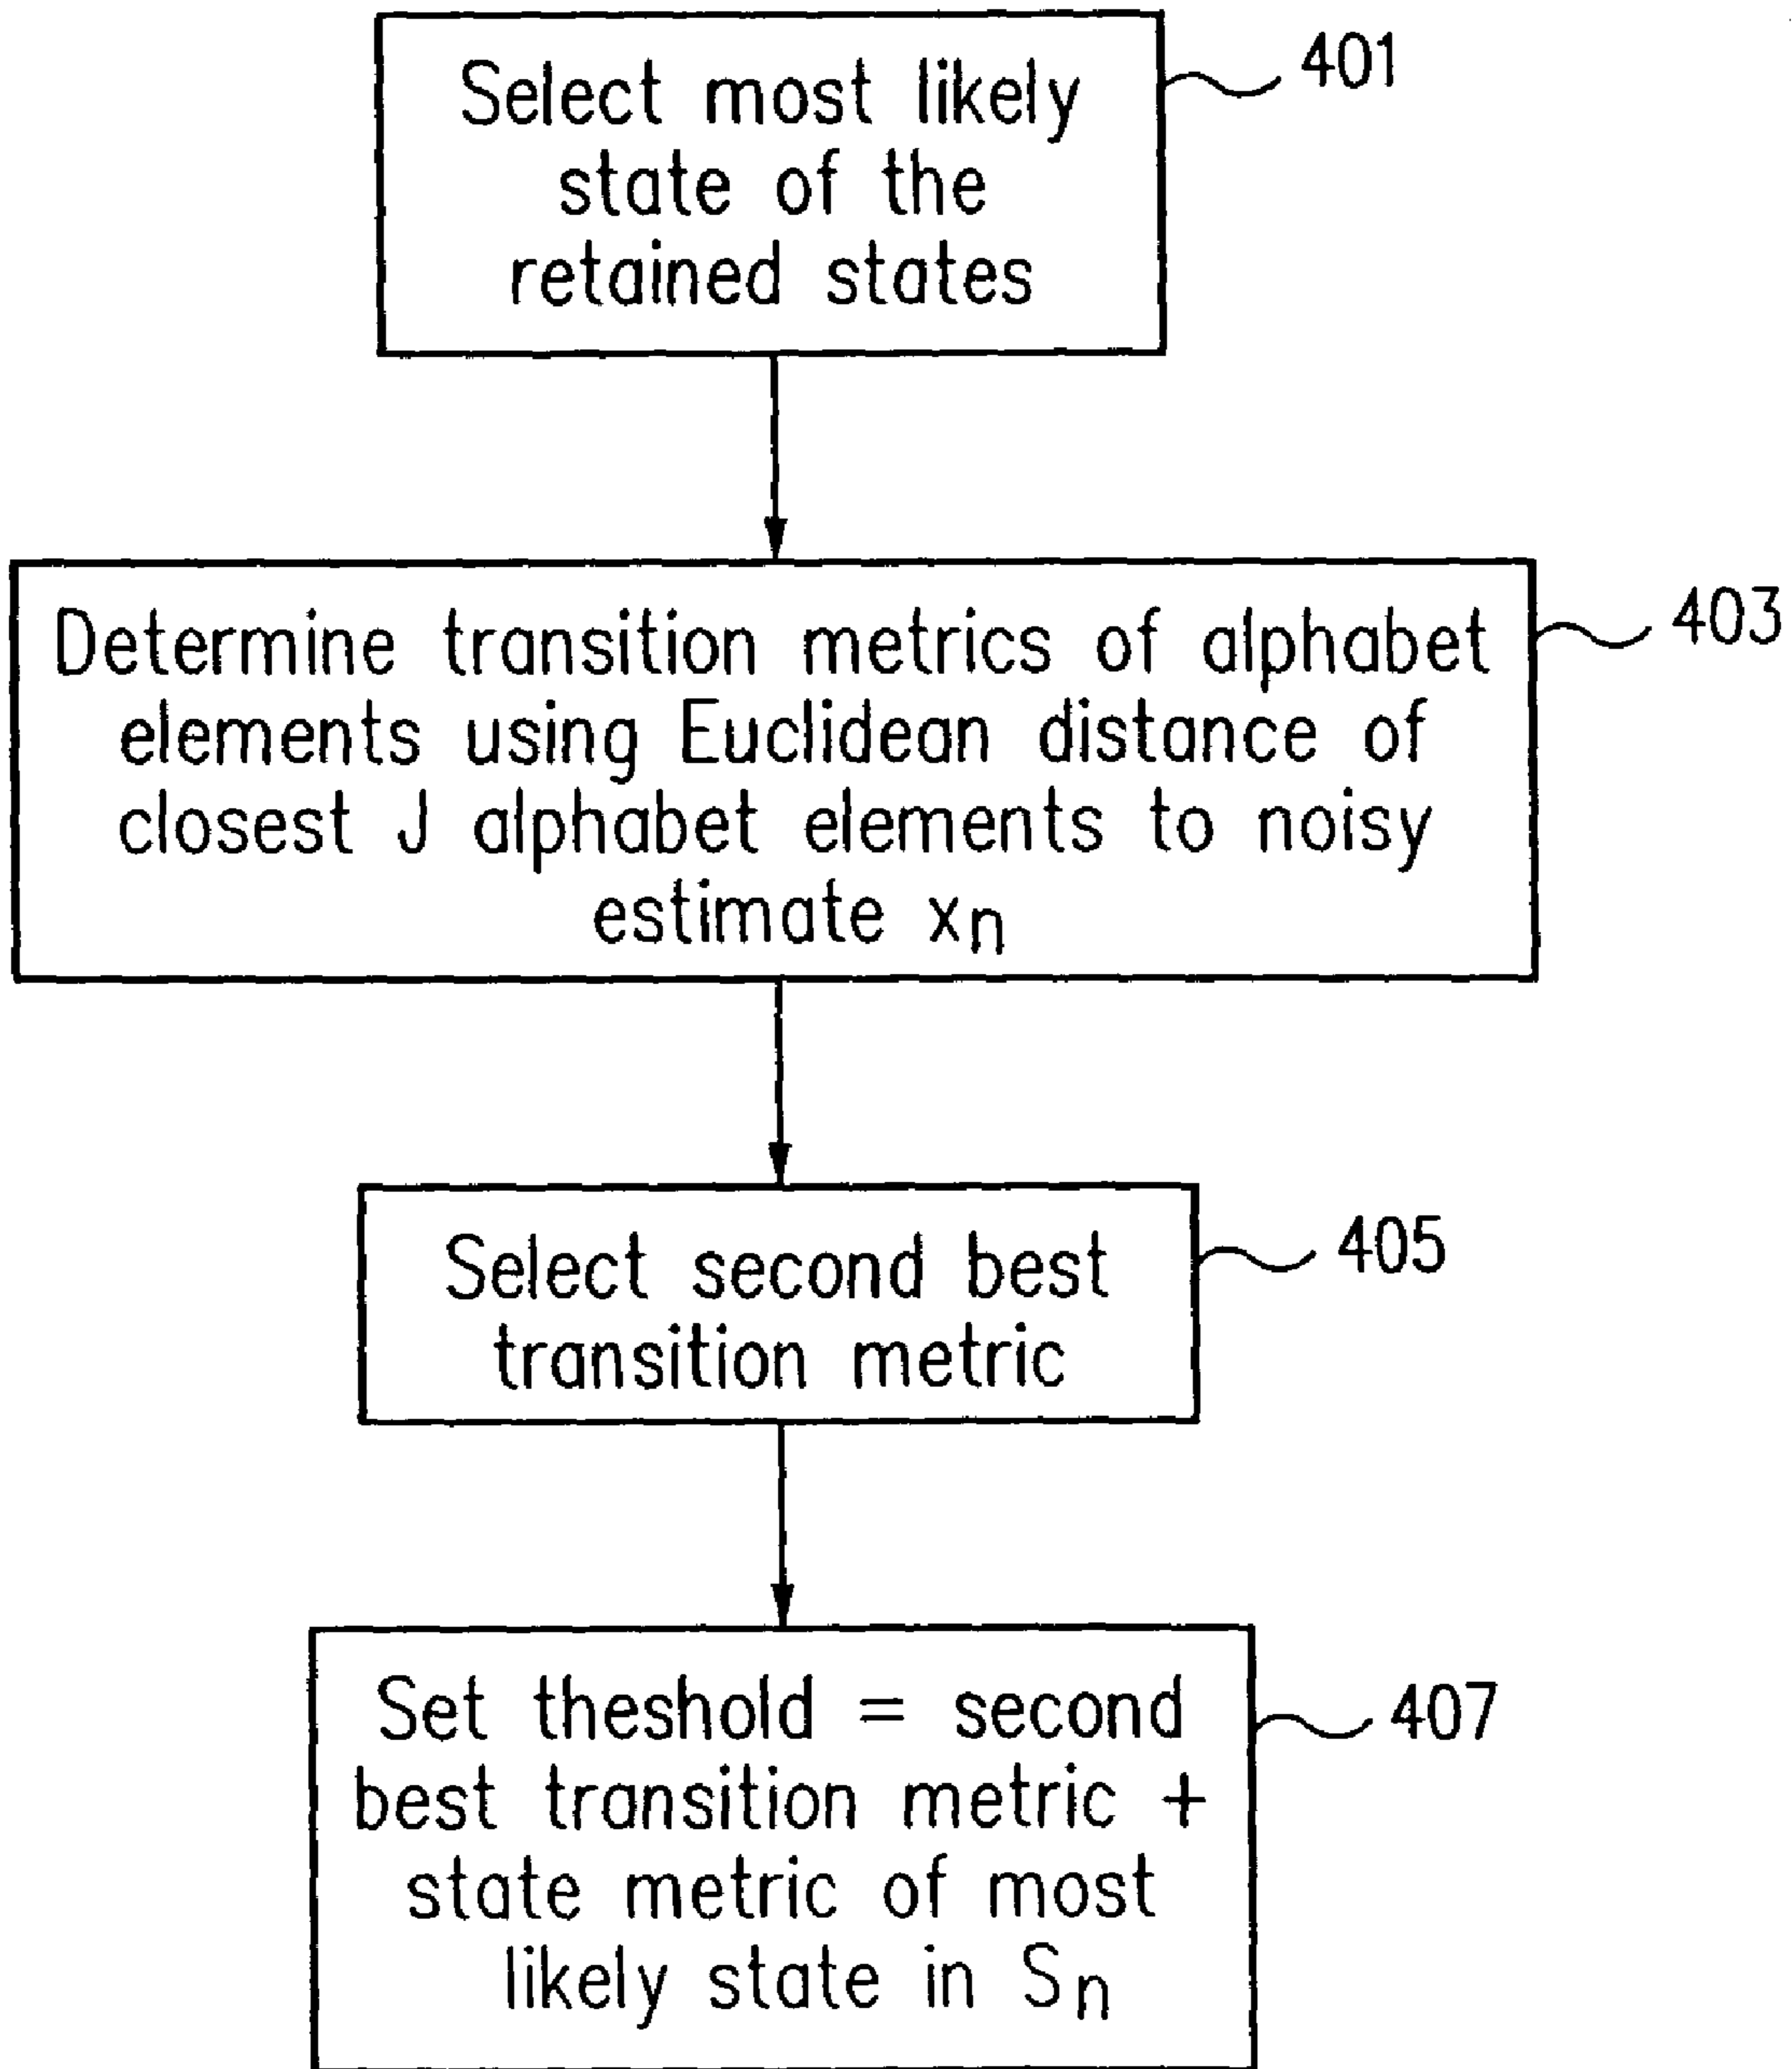 Select most likely
state of the
retained states
401
Determine transition metrics of alphabet
elements using Euclidean distance of
closest J alphabet elements to noisy
estimate xn
403
Select second best
transition metric
405
Set theshold = second
best transition metric +
state metric of most
likely state in Sn
407